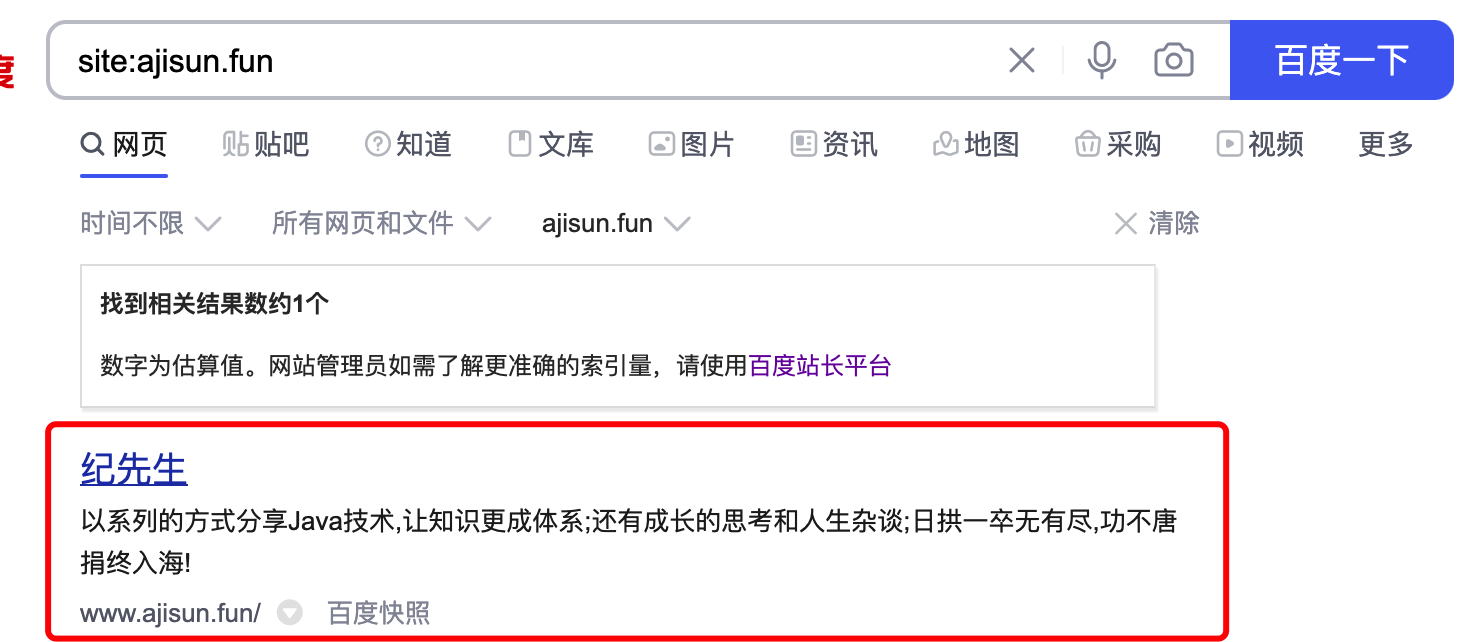 度
site:ajisun.fun
百度一下
网页 贴吧 知道 文库 图片 资讯 地图 采购 视频 更多
时间不限 所有网页和文件 ajisun.fun 清除
找到相关结果数约1个
数字为估算值。网站管理员如需了解更准确的索引量，请使用百度站长平台
纪先生
以系列的方式分享Java技术,让知识更成体系;还有成长的思考和人生杂谈;日拱一卒无有尽,功不唐
捐终入海!
www.ajisun.fun/ 百度快照